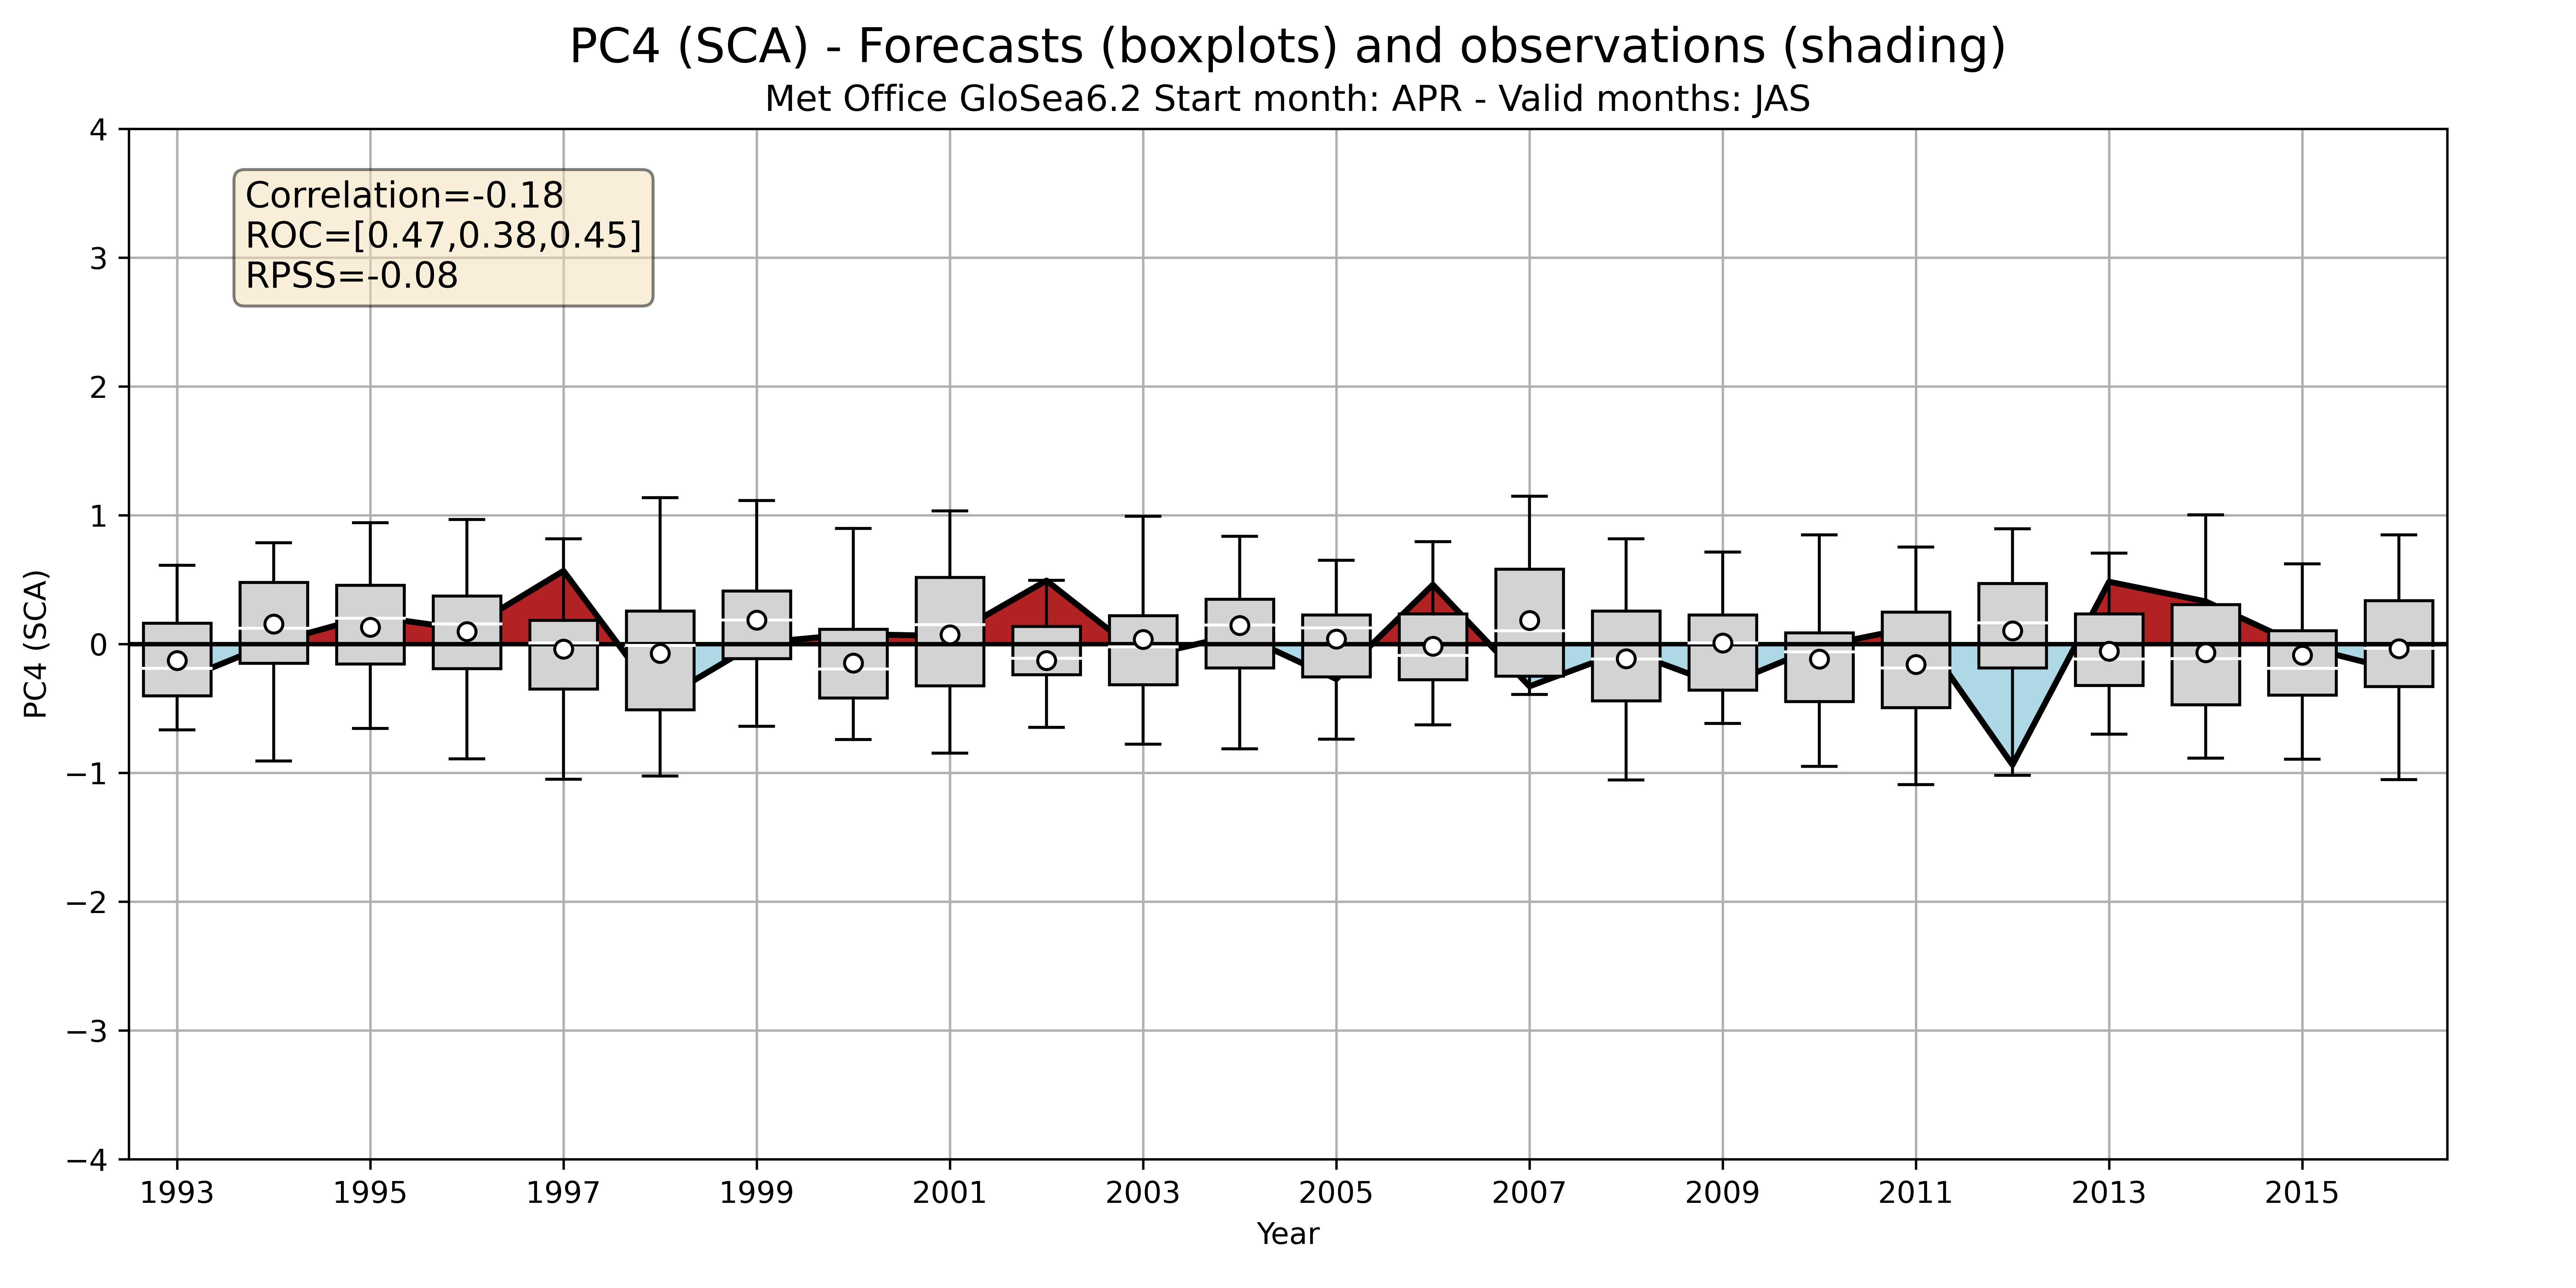 PC4 (SCA) - Forecasts (boxplots) and observations (shading)
Met Office GloSea6.2 Start month: APR - Valid months: JAS
Correlation=-0.18
ROC=[0.47,0.38,0.45]
RPSS=-0.08
PC4 (SCA)
4
3
2
1
0
−1
−2
−3
−4
1993 1995 1997 1999 2001 2003 2005 2007 2009 2011 2013 2015
Year